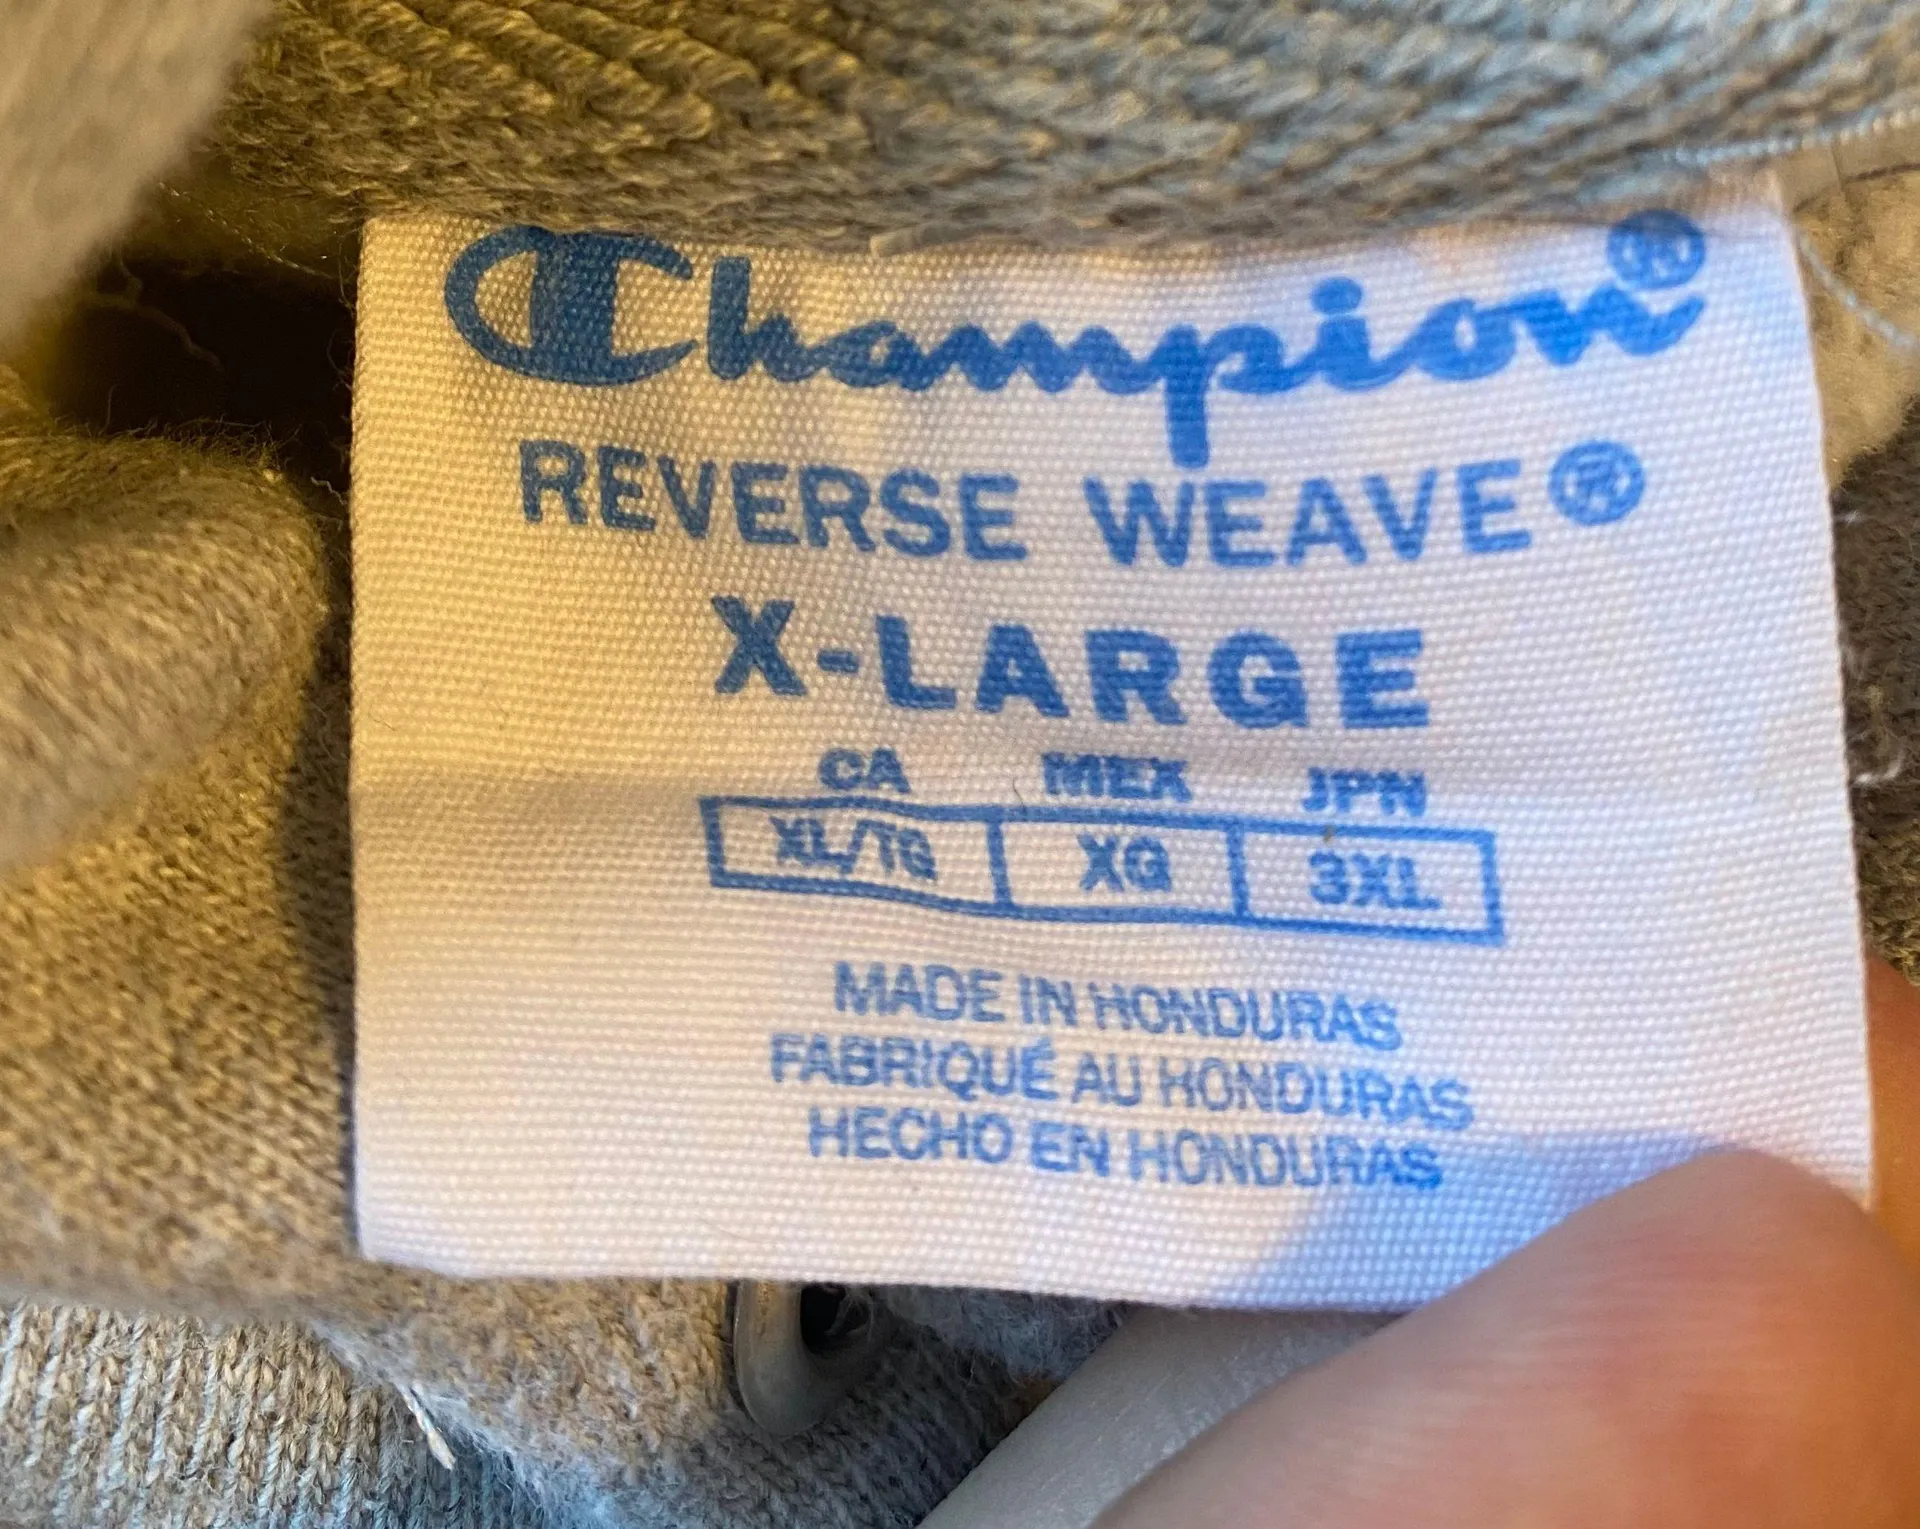 Champion®
REVERSE WEAVE®
X-LARGE
CA MEX JPN
XL/TG XG 3XL
MADE IN HONDURAS
FABRIQUÉ AU HONDURAS
HECHO EN HONDURAS